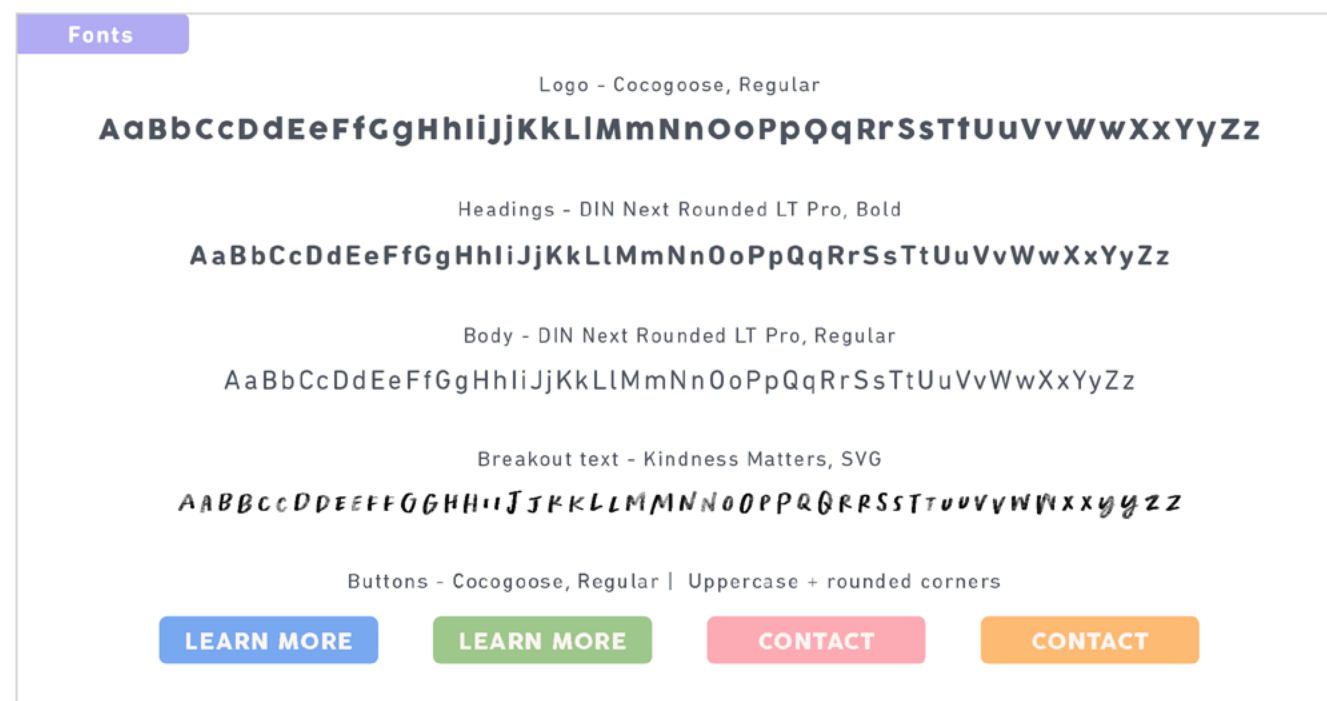 Fonts
Logo - Cocogoose, Regular
AaBbCcDdEeFfGgHhIiJjKkLlMmNnOoPpQqRrSsTtUuVvWwXxYyZz
Headings - DIN Next Rounded LT Pro, Bold
AaBbCcDdEeFfGgHhIiJjKkLlMmNnOoPpQqRrSsTtUuVvWwXxYyZz
Body - DIN Next Rounded LT Pro, Regular
AaBbCcDdEeFfGgHhIiJjKkLlMmNnOoPpQqRrSsTtUuVvWwXxYyZz
Breakout text - Kindness Matters, SVG
AABBCCDDEEFFGGHHIIJJKKLLMMNNOOPPQQRRSSTTUUVVWWXXYYZZ
Buttons - Cocogoose, Regular | Uppercase + rounded corners
LEARN MORE LEARN MORE CONTACT CONTACT